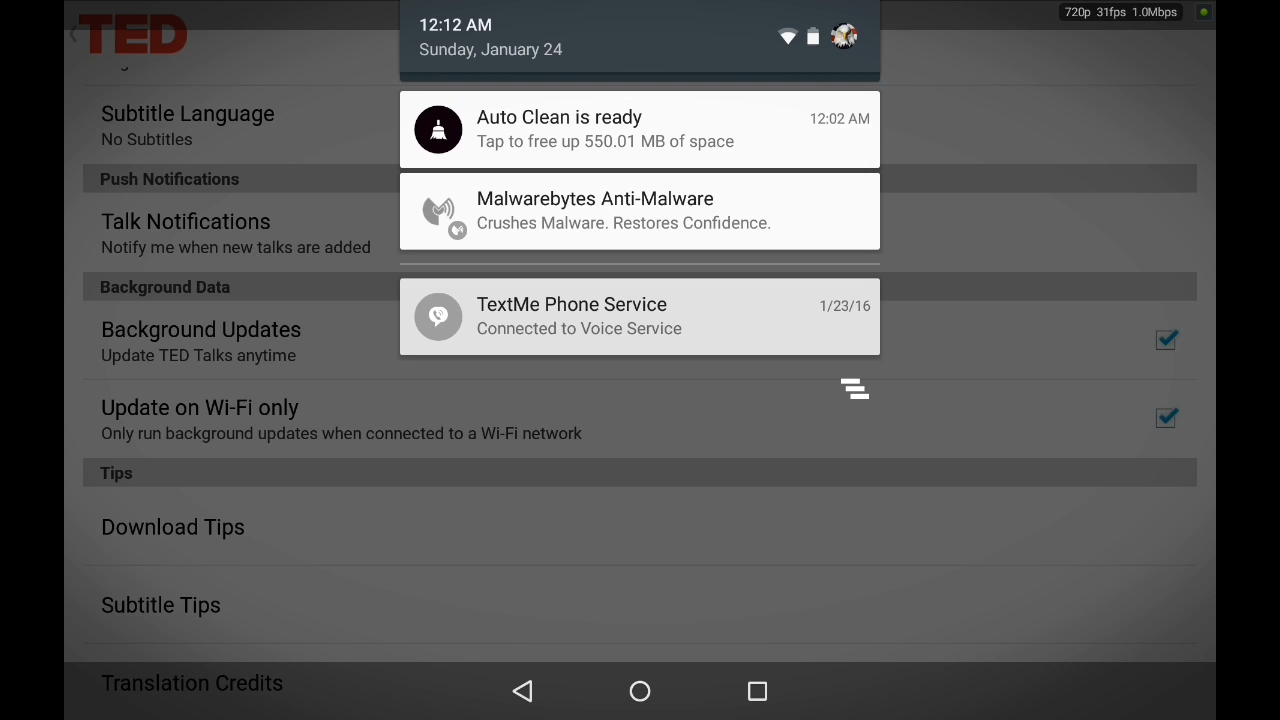 720p 31fps 1.0Mbps
TED
12:12 AM
Sunday, January 24
Auto Clean is ready 12:02 AM
Tap to free up 550.01 MB of space
Malwarebytes Anti-Malware
Crushes Malware. Restores Confidence.
TextMe Phone Service 1/23/16
Connected to Voice Service
Subtitle Language
No Subtitles
Push Notifications
Talk Notifications
Notify me when new talks are added
Background Data
Background Updates
Update TED Talks anytime
Update on Wi-Fi only
Only run background updates when connected to a Wi-Fi network
Tips
Download Tips
Subtitle Tips
Translation Credits